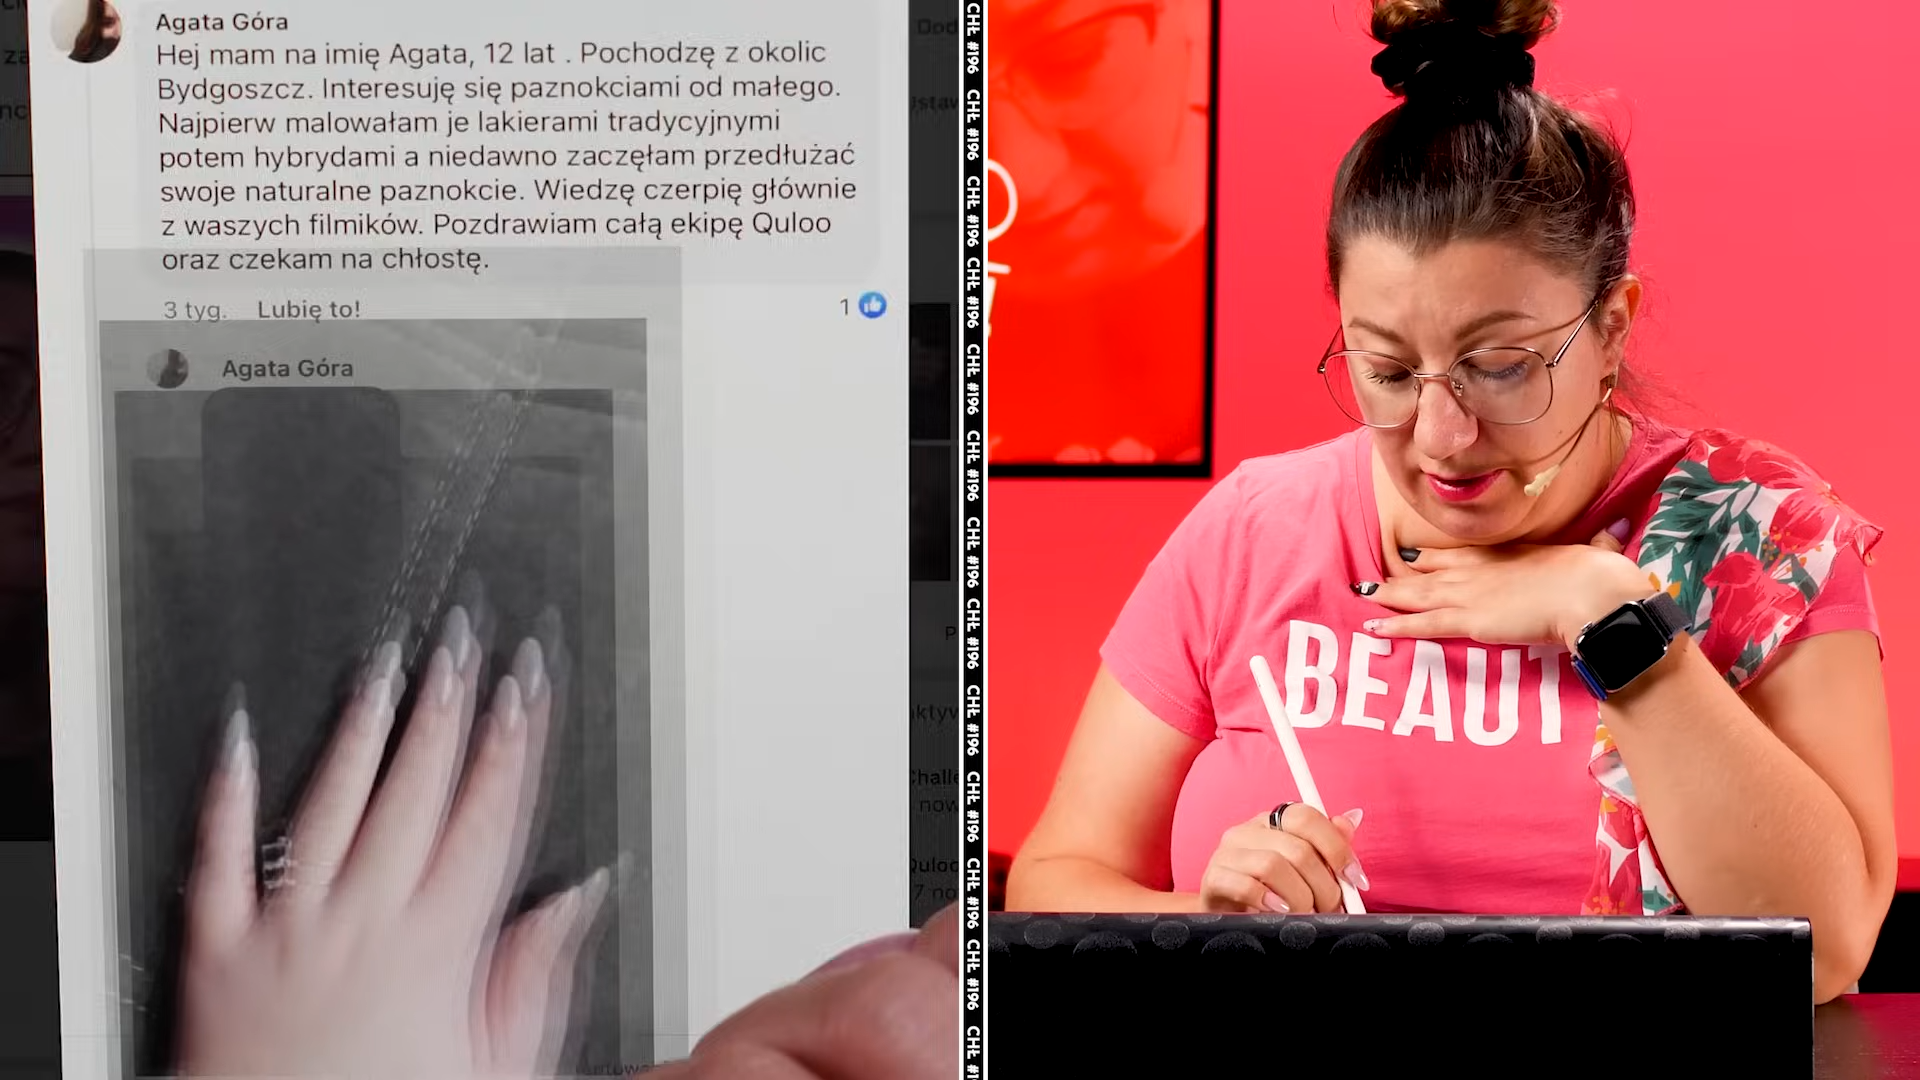 Agata Góra
Hej mam na imię Agata, 12 lat . Pochodzę z okolic
Bydgoszcz. Interesuję się paznokciami od małego.
Najpierw malowałam je lakierami tradycyjnymi
potem hybrydami a niedawno zaczęłam przedłużać
swoje naturalne paznokcie. Wiedzę czerpię głównie
z waszych filmików. Pozdrawiam całą ekipę Quloo
oraz czekam na chłostę.
3 tyg. Lubię to! 1
Agata Góra
CHŁ #196 CHŁ #196 CHŁ #196 CHŁ #196 CHŁ #196 CHŁ #196 CHŁ #196 CHŁ #196 CHŁ #196 CHŁ #196 CHŁ #196 CHŁ #196
BEAUT